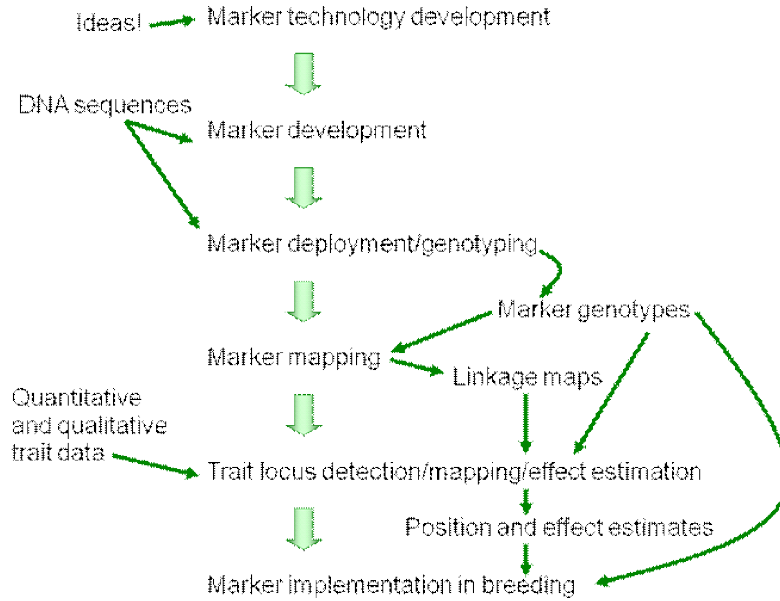 Ideas!
Marker technology development
DNA sequences
Marker development
Marker deployment/genotyping
Marker genotypes
Marker mapping
Linkage maps
Quantitative
and qualitative
trait data
Trait locus detection/mapping/effect estimation
Position and effect estimates
Marker implementation in breeding